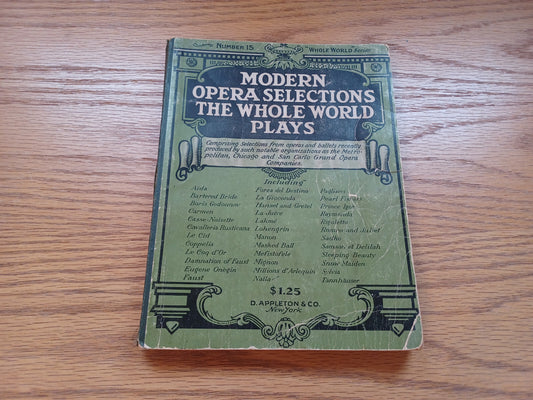 NUMBER 15 "WHOLE WORLD" Series
MODERN
OPERA SELECTIONS
THE WHOLE WORLD
PLAYS
Comprising Selections from operas and ballets recently
produced by such notable organizations as the Metro-
politan, Chicago and San Carlo Grand Opera
Companies.
Including
Aida Forza del Destino Pagliacci
Bartered Bride La Gioconda Pearl Fishers
Boris Godounow Hansel and Gretel Prince Igor
Carmen La Juive Raymonda
Casse-Noisette Lakmé Rigoletto
Cavalleria Rusticana Lohengrin Romeo and Juliet
Le Cid Manon Sadko
Coppelia Masked Ball Samson et Delilah
Le Coq d'Or Mefistofele Sleeping Beauty
Damnation of Faust Mignon Snow Maiden
Eugene Onegin Millions d'Arlequin Sylvia
Faust Naila Tannhäuser
$1.25
D. APPLETON & CO.
New York